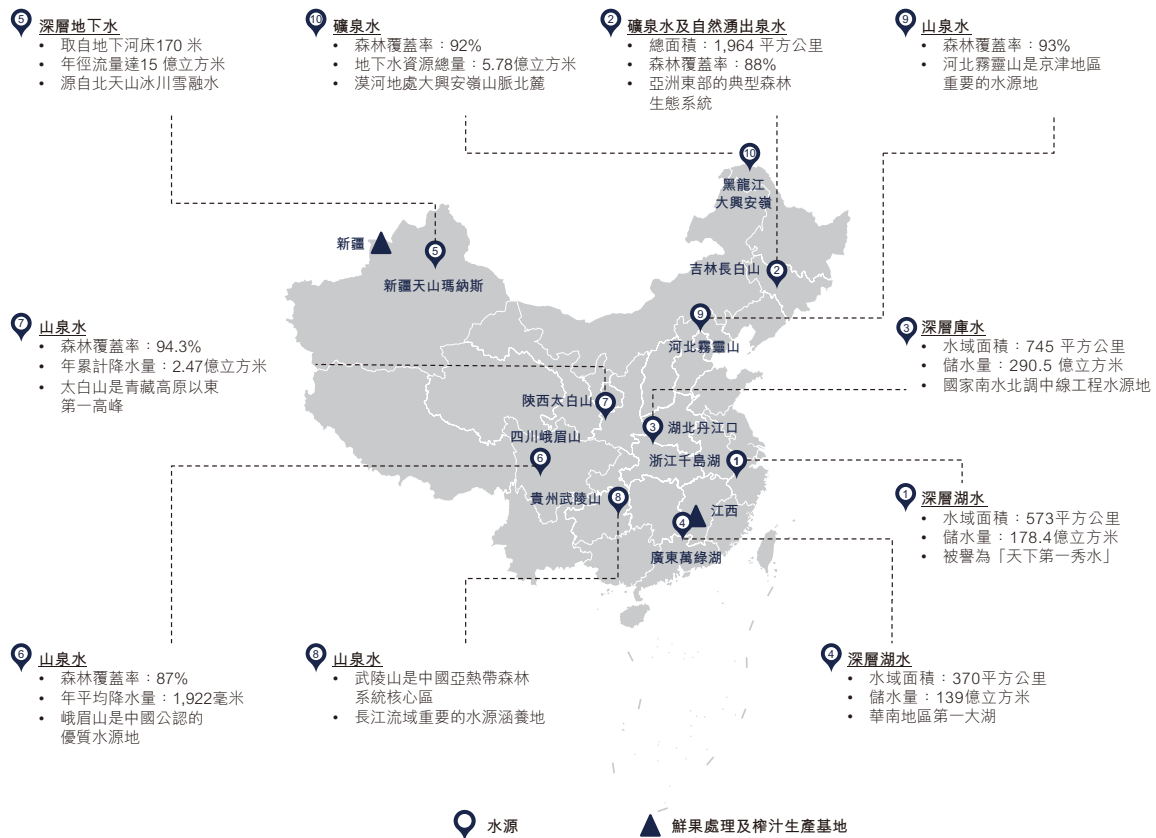 5 深層地下水
• 取自地下河床170 米
• 年徑流量達15 億立方米
• 源自北天山冰川雪融水
10 礦泉水
• 森林覆蓋率：92%
• 地下水資源總量：5.78億立方米
• 漠河地處大興安嶺山脈北麓
2 礦泉水及自然湧出泉水
• 總面積：1,964 平方公里
• 森林覆蓋率：88%
• 亞洲東部的典型森林
生態系統
9 山泉水
• 森林覆蓋率：93%
• 河北霧靈山是京津地區
重要的水源地
10
黑龍江
大興安嶺
新疆
5
新疆天山瑪納斯
吉林長白山 2
9
河北霧靈山
7 山泉水
• 森林覆蓋率：94.3%
• 年累計降水量：2.47億立方米
• 太白山是青藏高原以東
第一高峰
3 深層庫水
• 水域面積：745 平方公里
• 儲水量：290.5 億立方米
• 國家南水北調中線工程水源地
陝西太白山 7
3 湖北丹江口
四川峨眉山
6
浙江千島湖 1
貴州武陵山 8
4 江西
廣東萬綠湖
1 深層湖水
• 水域面積：573平方公里
• 儲水量：178.4億立方米
• 被譽為「天下第一秀水」
6 山泉水
• 森林覆蓋率：87%
• 年平均降水量：1,922毫米
• 峨眉山是中國公認的
優質水源地
8 山泉水
• 武陵山是中國亞熱帶森林
系統核心區
• 長江流域重要的水源涵養地
4 深層湖水
• 水域面積：370平方公里
• 儲水量：139億立方米
• 華南地區第一大湖
水源
鮮果處理及榨汁生產基地